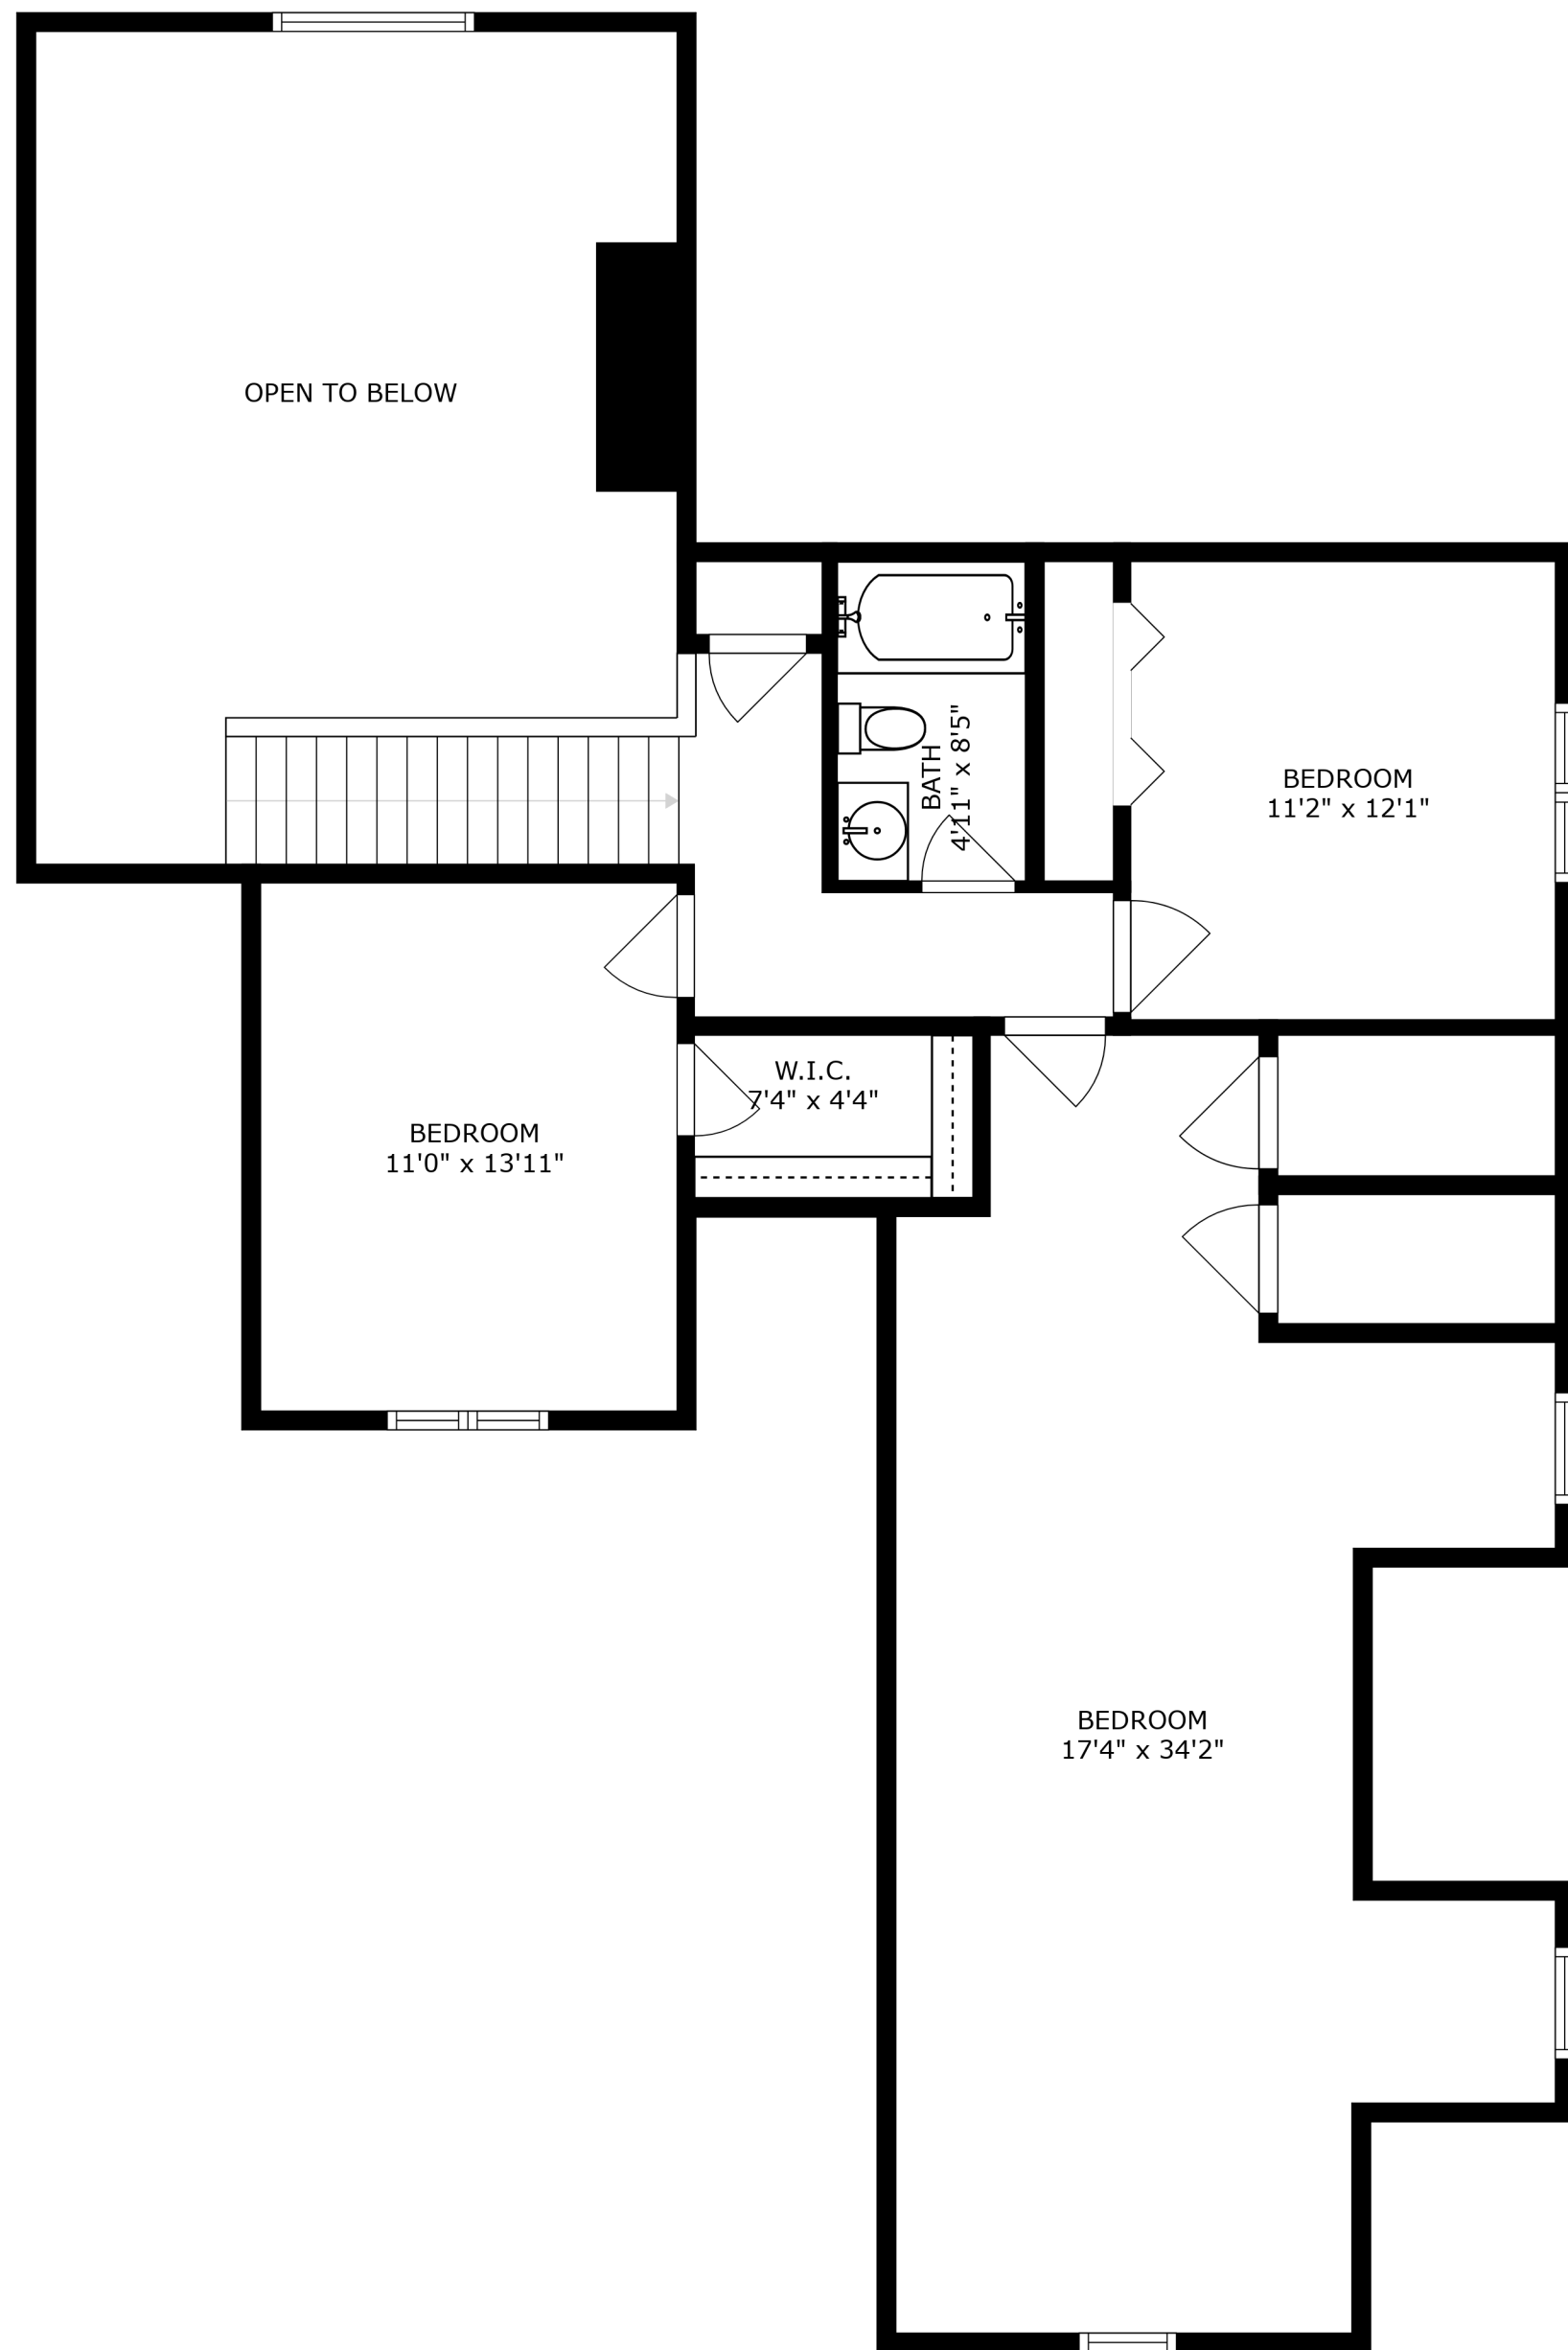 OPEN TO BELOW
BATH
4'11" x 8'5"
BEDROOM
11'2" x 12'1"
W.I.C.
7'4" x 4'4"
BEDROOM
11'0" x 13'11"
BEDROOM
17'4" x 34'2"